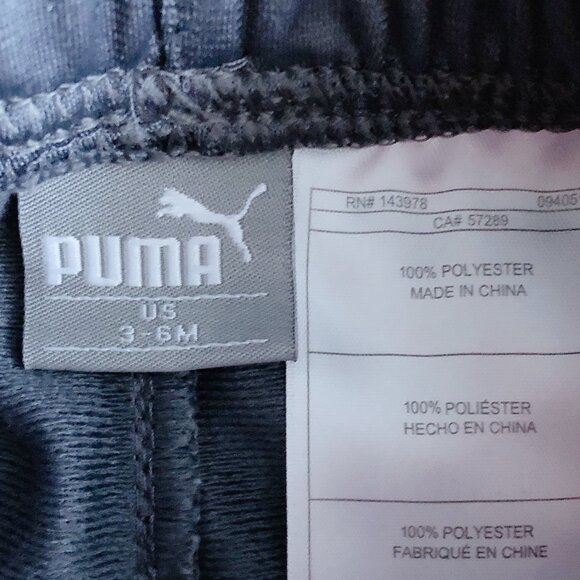 PUMA
US
3-6M
RN# 143978 09405
CA# 57289
100% POLYESTER
MADE IN CHINA
100% POLIÉSTER
HECHO EN CHINA
100% POLYESTER
FABRIQUÉ EN CHINE